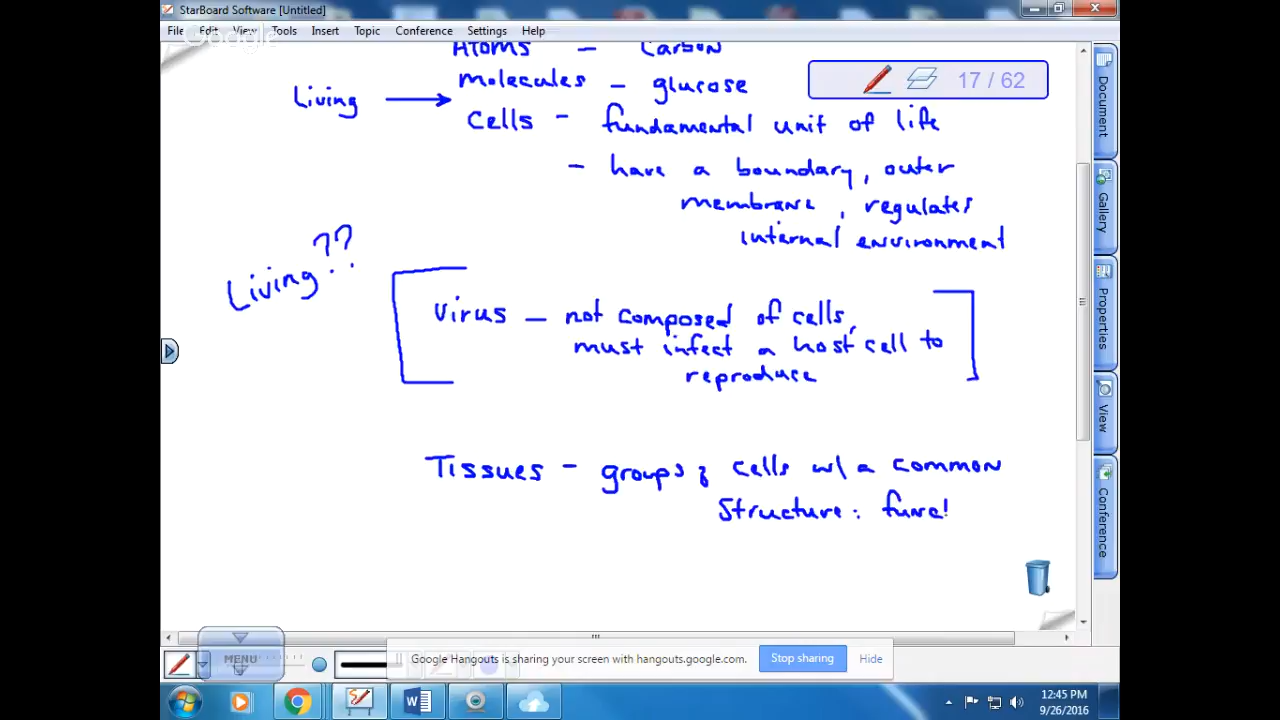 StarBoard Software [Untitled]
File Edit View Tools Insert Topic Conference Settings Help
Google
Atoms - Carbon
17 / 62
Molecules - glucose
Living →
Cells - fundamental unit of life
- have a boundary, outer
membrane, regulates
internal environment
Living??
Virus - not composed of cells,
must infect a host cell to
reproduce
Tissues - groups of cells w/ a common
Structure : func
Document
Gallery
Properties
View
Conference
MENU
Google Hangouts is sharing your screen with hangouts.google.com. Stop sharing Hide
12:45 PM
9/26/2016